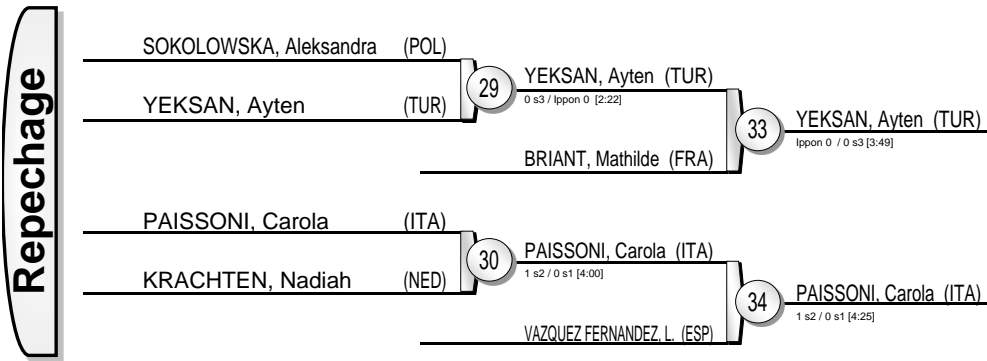 Repechage
SOKOLOWSKA, Aleksandra (POL)
YEKSAN, Ayten (TUR)
29
YEKSAN, Ayten (TUR)
0 s3 / Ippon 0 [2:22]
BRIANT, Mathilde (FRA)
33
YEKSAN, Ayten (TUR)
Ippon 0 / 0 s3 [3:49]
PAISSONI, Carola (ITA)
KRACHTEN, Nadiah (NED)
30
PAISSONI, Carola (ITA)
1 s2 / 0 s1 [4:00]
VAZQUEZ FERNANDEZ, L. (ESP)
34
PAISSONI, Carola (ITA)
1 s2 / 0 s1 [4:25]